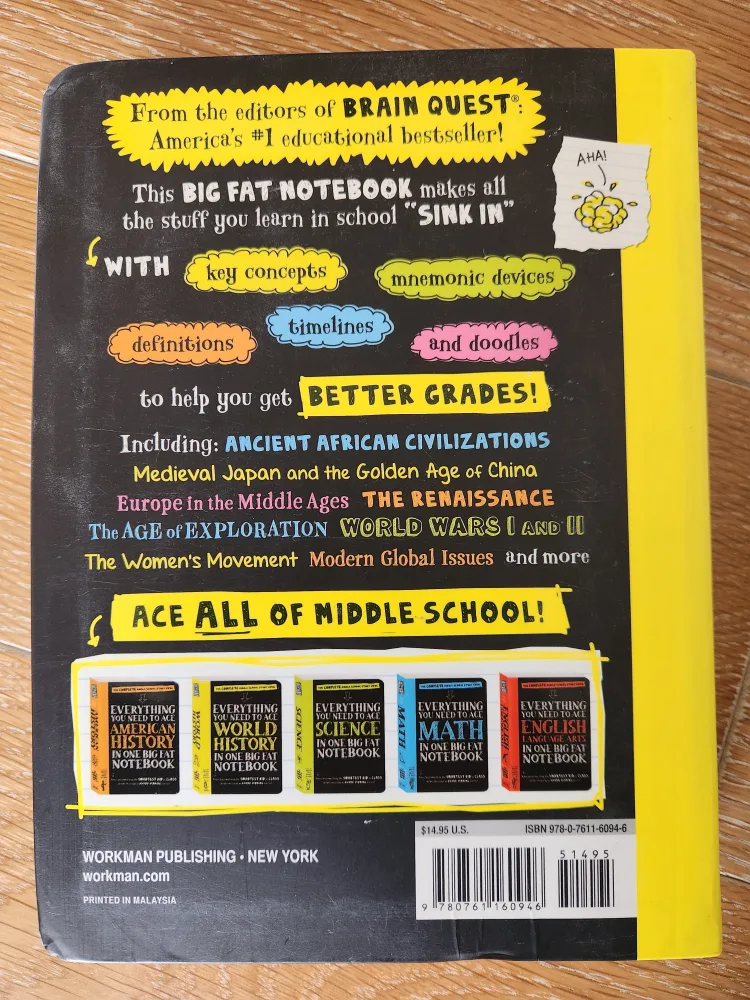 From the editors of BRAIN QUEST®:
America's #1 educational bestseller!
AHA!
This BIG FAT NOTEBOOK makes all
the stuff you learn in school "SINK IN"
WITH key concepts mnemonic devices
definitions timelines and doodles
to help you get BETTER GRADES!
Including: ANCIENT AFRICAN CIVILIZATIONS
Medieval Japan and the Golden Age of China
Europe in the Middle Ages THE RENAISSANCE
The AGE of EXPLORATION WORLD WARS I AND II
The Women's Movement Modern Global Issues and more
ACE ALL OF MIDDLE SCHOOL!
EVERYTHING
YOU NEED TO ACE
AMERICAN
HISTORY
IN ONE BIG FAT
NOTEBOOK
EVERYTHING
YOU NEED TO ACE
WORLD
HISTORY
IN ONE BIG FAT
NOTEBOOK
EVERYTHING
YOU NEED TO ACE
SCIENCE
IN ONE BIG FAT
NOTEBOOK
EVERYTHING
YOU NEED TO ACE
MATH
IN ONE BIG FAT
NOTEBOOK
EVERYTHING
YOU NEED TO ACE
ENGLISH
LANGUAGE ARTS
IN ONE BIG FAT
NOTEBOOK
WORKMAN PUBLISHING • NEW YORK
workman.com
PRINTED IN MALAYSIA
$14.95 U.S. ISBN 978-0-7611-6094-6
51495
9 780761 160946